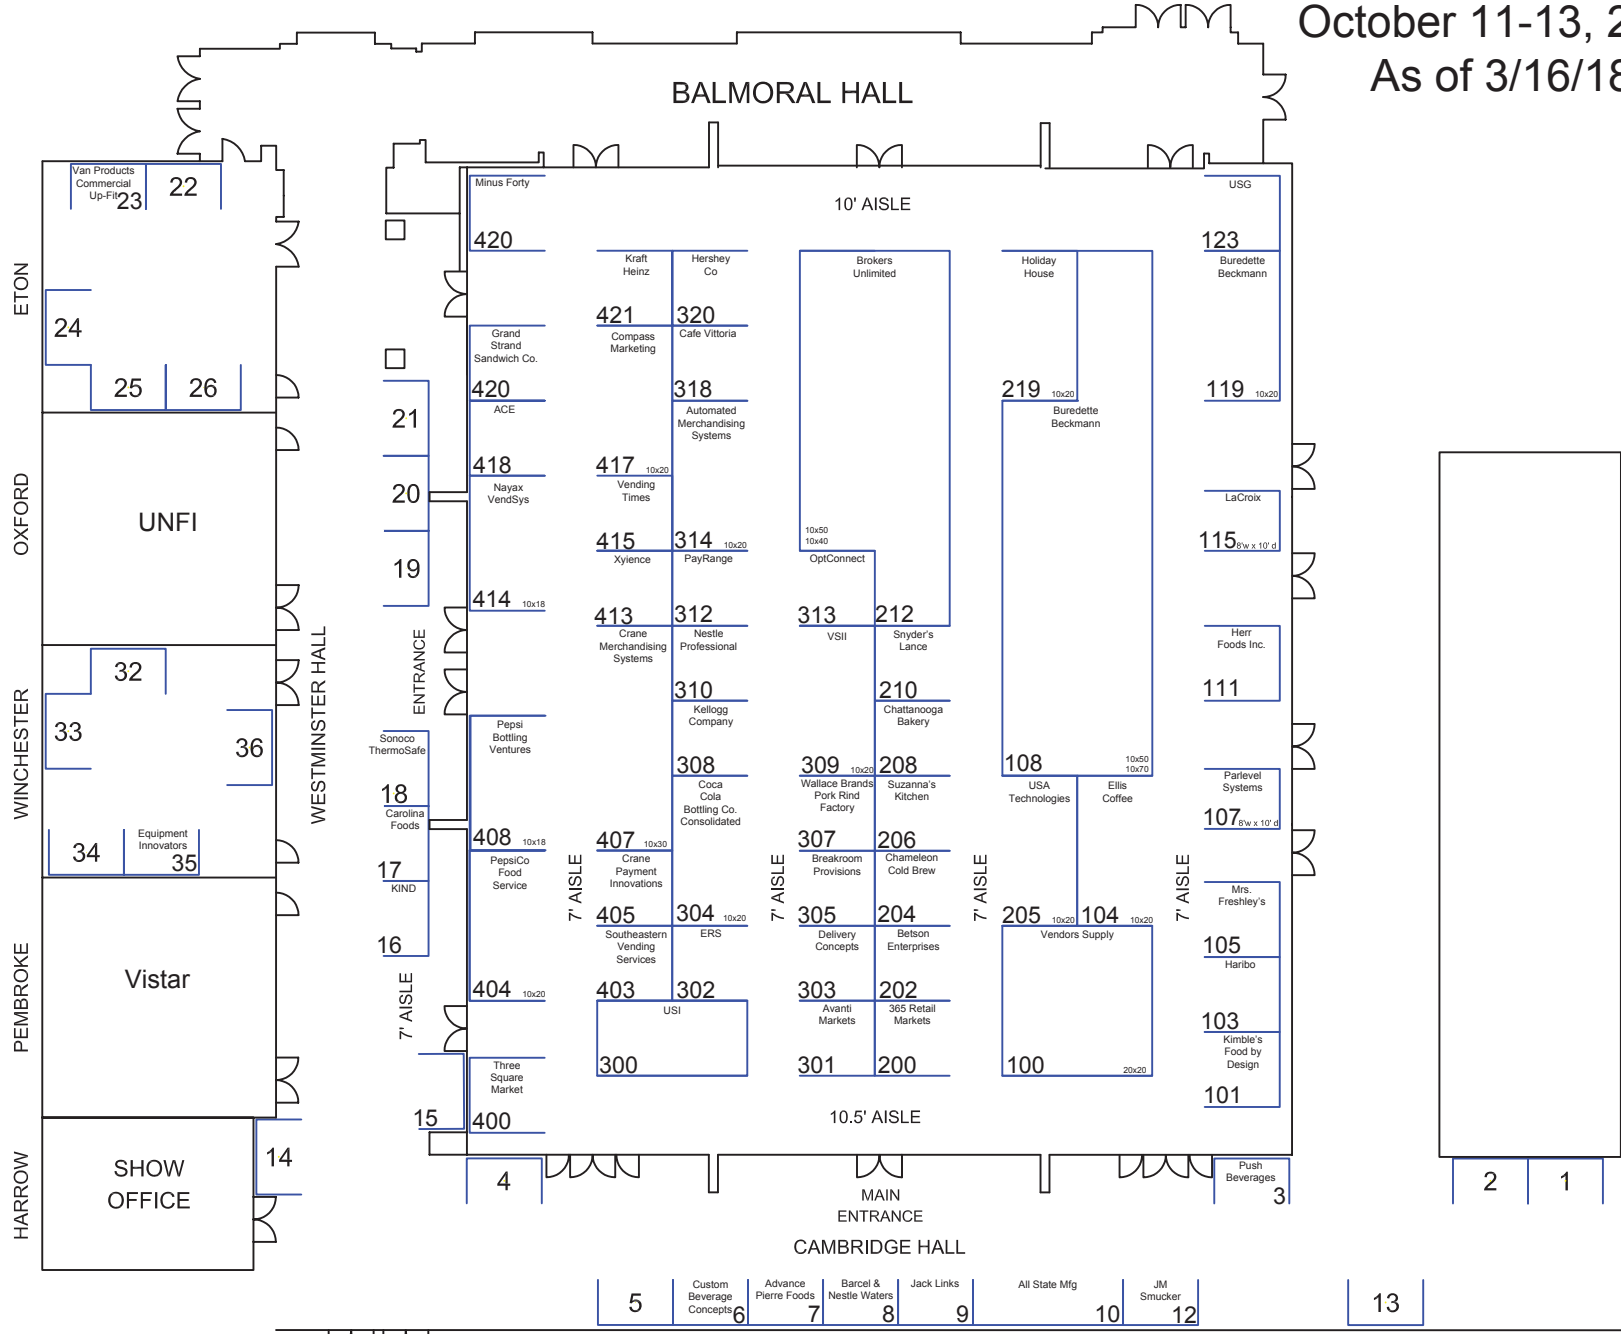 October 11-13, 2
As of 3/16/18
BALMORAL HALL
Van Products
Commercial
Up-Fit
23
22
ETON
24
25
26
OXFORD
UNFI
WINCHESTER
32
33
36
34
Equipment
Innovators
35
PEMBROKE
Vistar
HARROW
SHOW
OFFICE
14
WESTMINSTER HALL
21
20
19
ENTRANCE
Sonoco
ThermoSafe
18
Carolina
Foods
17
KIND
16
7' AISLE
15
10' AISLE
Minus Forty
420
Grand
Strand
Sandwich Co.
420
ACE
418
Nayax
VendSys
414 10x18
Pepsi
Bottling
Ventures
408 10x18
PepsiCo
Food
Service
404 10x20
Three
Square
Market
400
7' AISLE
Kraft
Heinz
421
Compass
Marketing
417 10x20
Vending
Times
415
Xyience
413
Crane
Merchandising
Systems
407 10x30
Crane
Payment
Innovations
405
Southeastern
Vending
Services
403
Hershey
Co
320
Cafe Vittoria
318
Automated
Merchandising
Systems
314 10x20
PayRange
312
Nestle
Professional
310
Kellogg
Company
308
Coca
Cola
Bottling Co.
Consolidated
304 10x20
ERS
302
USI
300
7' AISLE
Brokers
Unlimited
10x50
10x40
OptConnect
313
VSII
309 10x20
Wallace Brands
Pork Rind
Factory
307
Breakroom
Provisions
305
Delivery
Concepts
303
Avanti
Markets
301
212
Snyder's
Lance
210
Chattanooga
Bakery
208
Suzanna's
Kitchen
206
Chameleon
Cold Brew
204
Betson
Enterprises
202
365 Retail
Markets
200
7' AISLE
Holiday
House
219 10x20
Buredette
Beckmann
108
10x50
10x70
USA
Technologies
205 10x20
Ellis
Coffee
104 10x20
Vendors Supply
100 20x20
7' AISLE
USG
123
Buredette
Beckmann
119 10x20
LaCroix
115 8'w x 10' d
Herr
Foods Inc.
111
Parlevel
Systems
107 8'w x 10' d
Mrs.
Freshley's
105
Haribo
103
Kimble's
Food by
Design
101
10.5' AISLE
4
MAIN
ENTRANCE
Push
Beverages
3
2
1
CAMBRIDGE HALL
5
Custom
Beverage
Concepts
6
Advance
Pierre Foods
7
Barcel &
Nestle Waters
8
Jack Links
9
All State Mfg
10
JM
Smucker
12
13